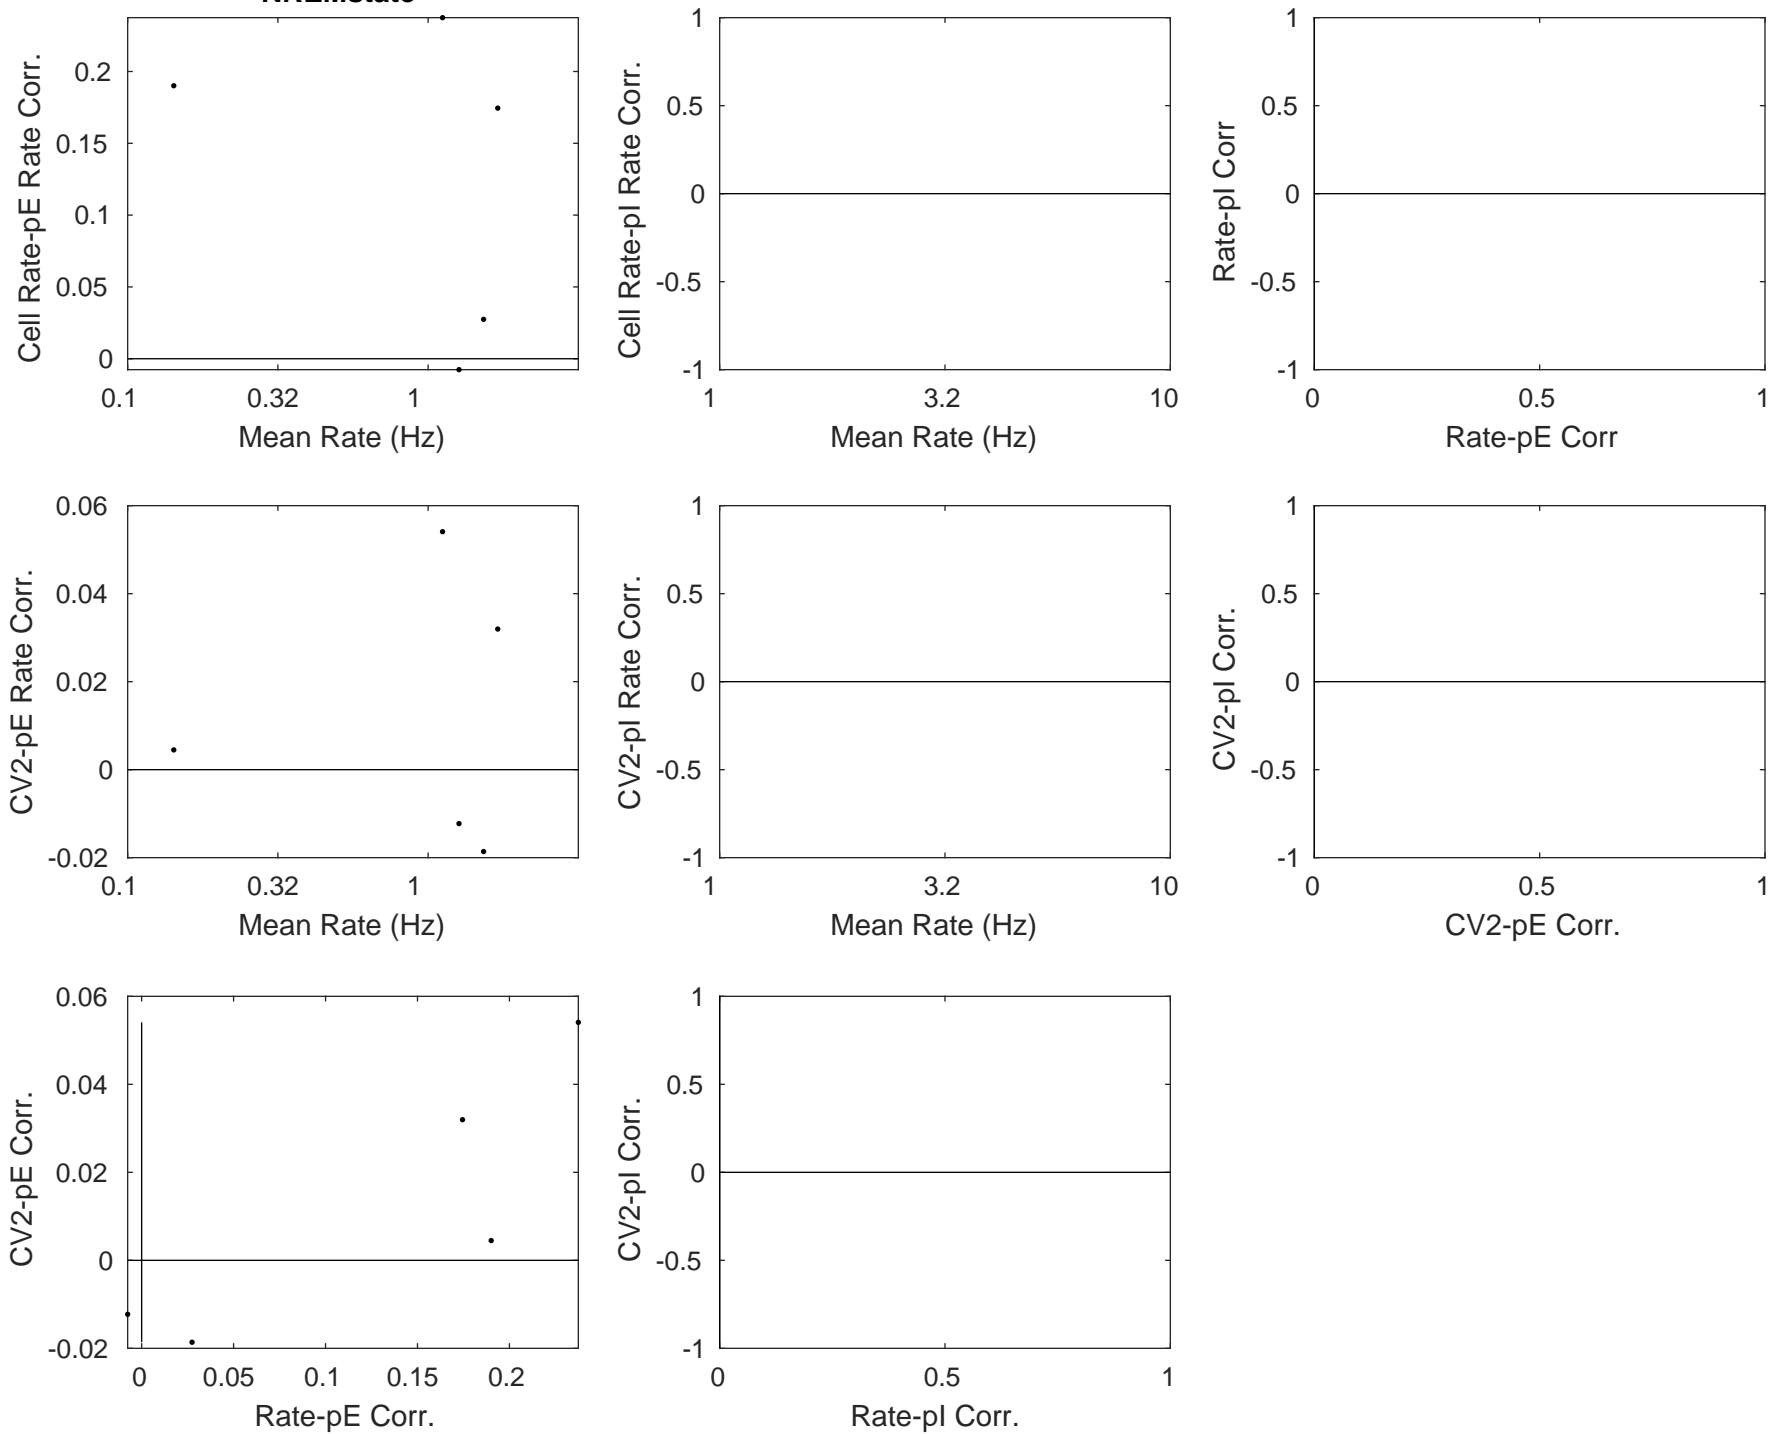 0.2
0.15
0.1
0.05
0
0.1 0.32 1
Cell Rate-pE Rate Corr.
Mean Rate (Hz)
1
0.5
0
-0.5
-1
1 3.2 10
Cell Rate-pI Rate Corr.
Mean Rate (Hz)
1
0.5
0
-0.5
-1
0 0.5 1
Rate-pI Corr
Rate-pE Corr
0.06
0.04
0.02
0
-0.02
0.1 0.32 1
CV2-pE Rate Corr.
Mean Rate (Hz)
1
0.5
0
-0.5
-1
1 3.2 10
CV2-pI Rate Corr.
Mean Rate (Hz)
1
0.5
0
-0.5
-1
0 0.5 1
CV2-pI Corr.
CV2-pE Corr.
0.06
0.04
0.02
0
-0.02
0 0.05 0.1 0.15 0.2
CV2-pE Corr.
Rate-pE Corr.
1
0.5
0
-0.5
-1
0 0.5 1
CV2-pI Corr.
Rate-pI Corr.